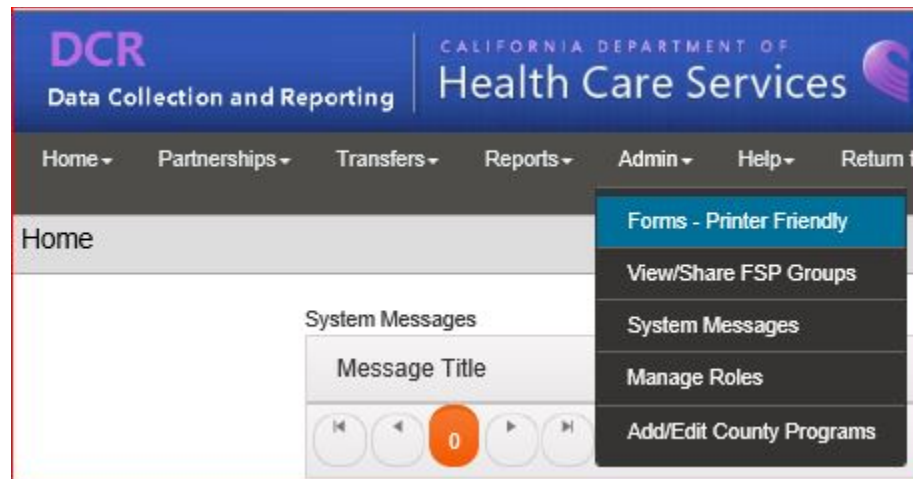 DCR
Data Collection and Reporting
CALIFORNIA DEPARTMENT OF
Health Care Services
Home
Partnerships
Transfers
Reports
Admin
Help
Return
Forms - Printer Friendly
View/Share FSP Groups
System Messages
Manage Roles
Add/Edit County Programs
Home
System Messages
Message Title
0